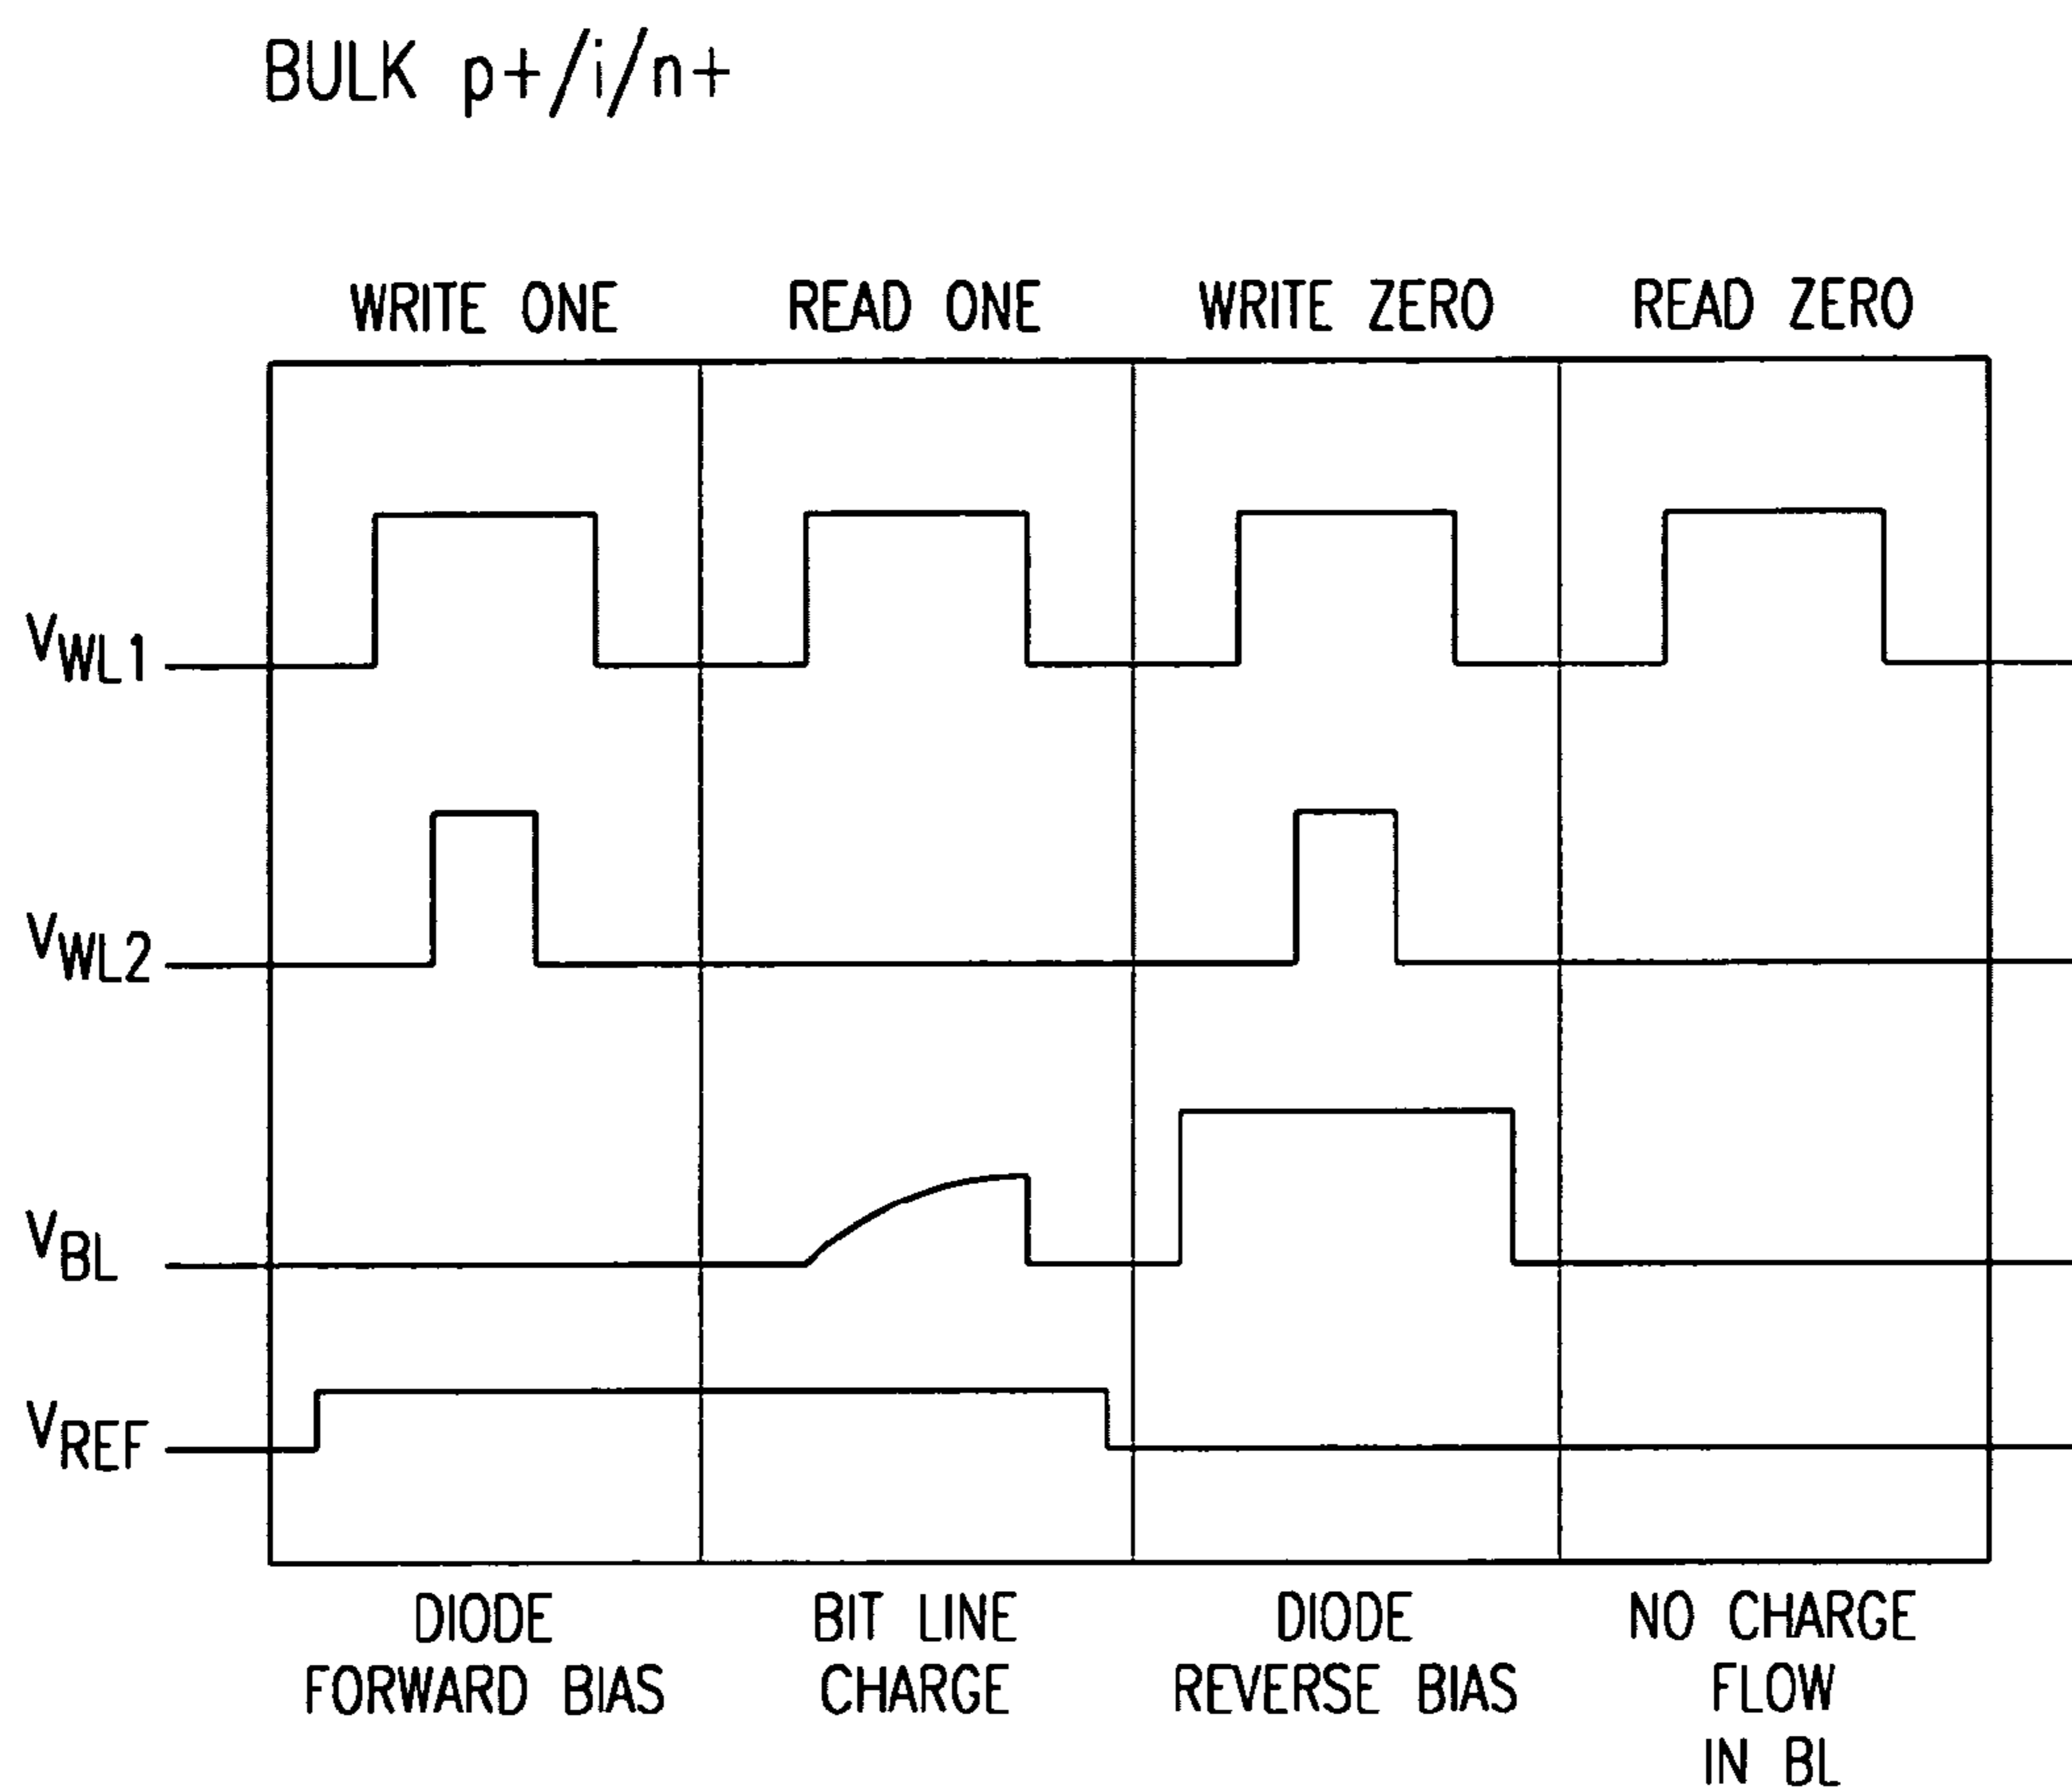 BULK p+/i/n+
WRITE ONE
READ ONE
WRITE ZERO
READ ZERO
VWL1
VWL2
VBL
VREF
DIODE
FORWARD BIAS
BIT LINE
CHARGE
DIODE
REVERSE BIAS
NO CHARGE
FLOW
IN BL